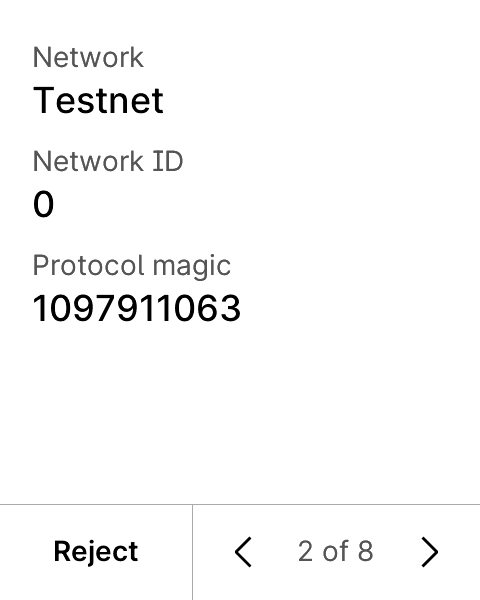 Network
Testnet
Network ID
0
Protocol magic
1097911063
Reject
2 of 8